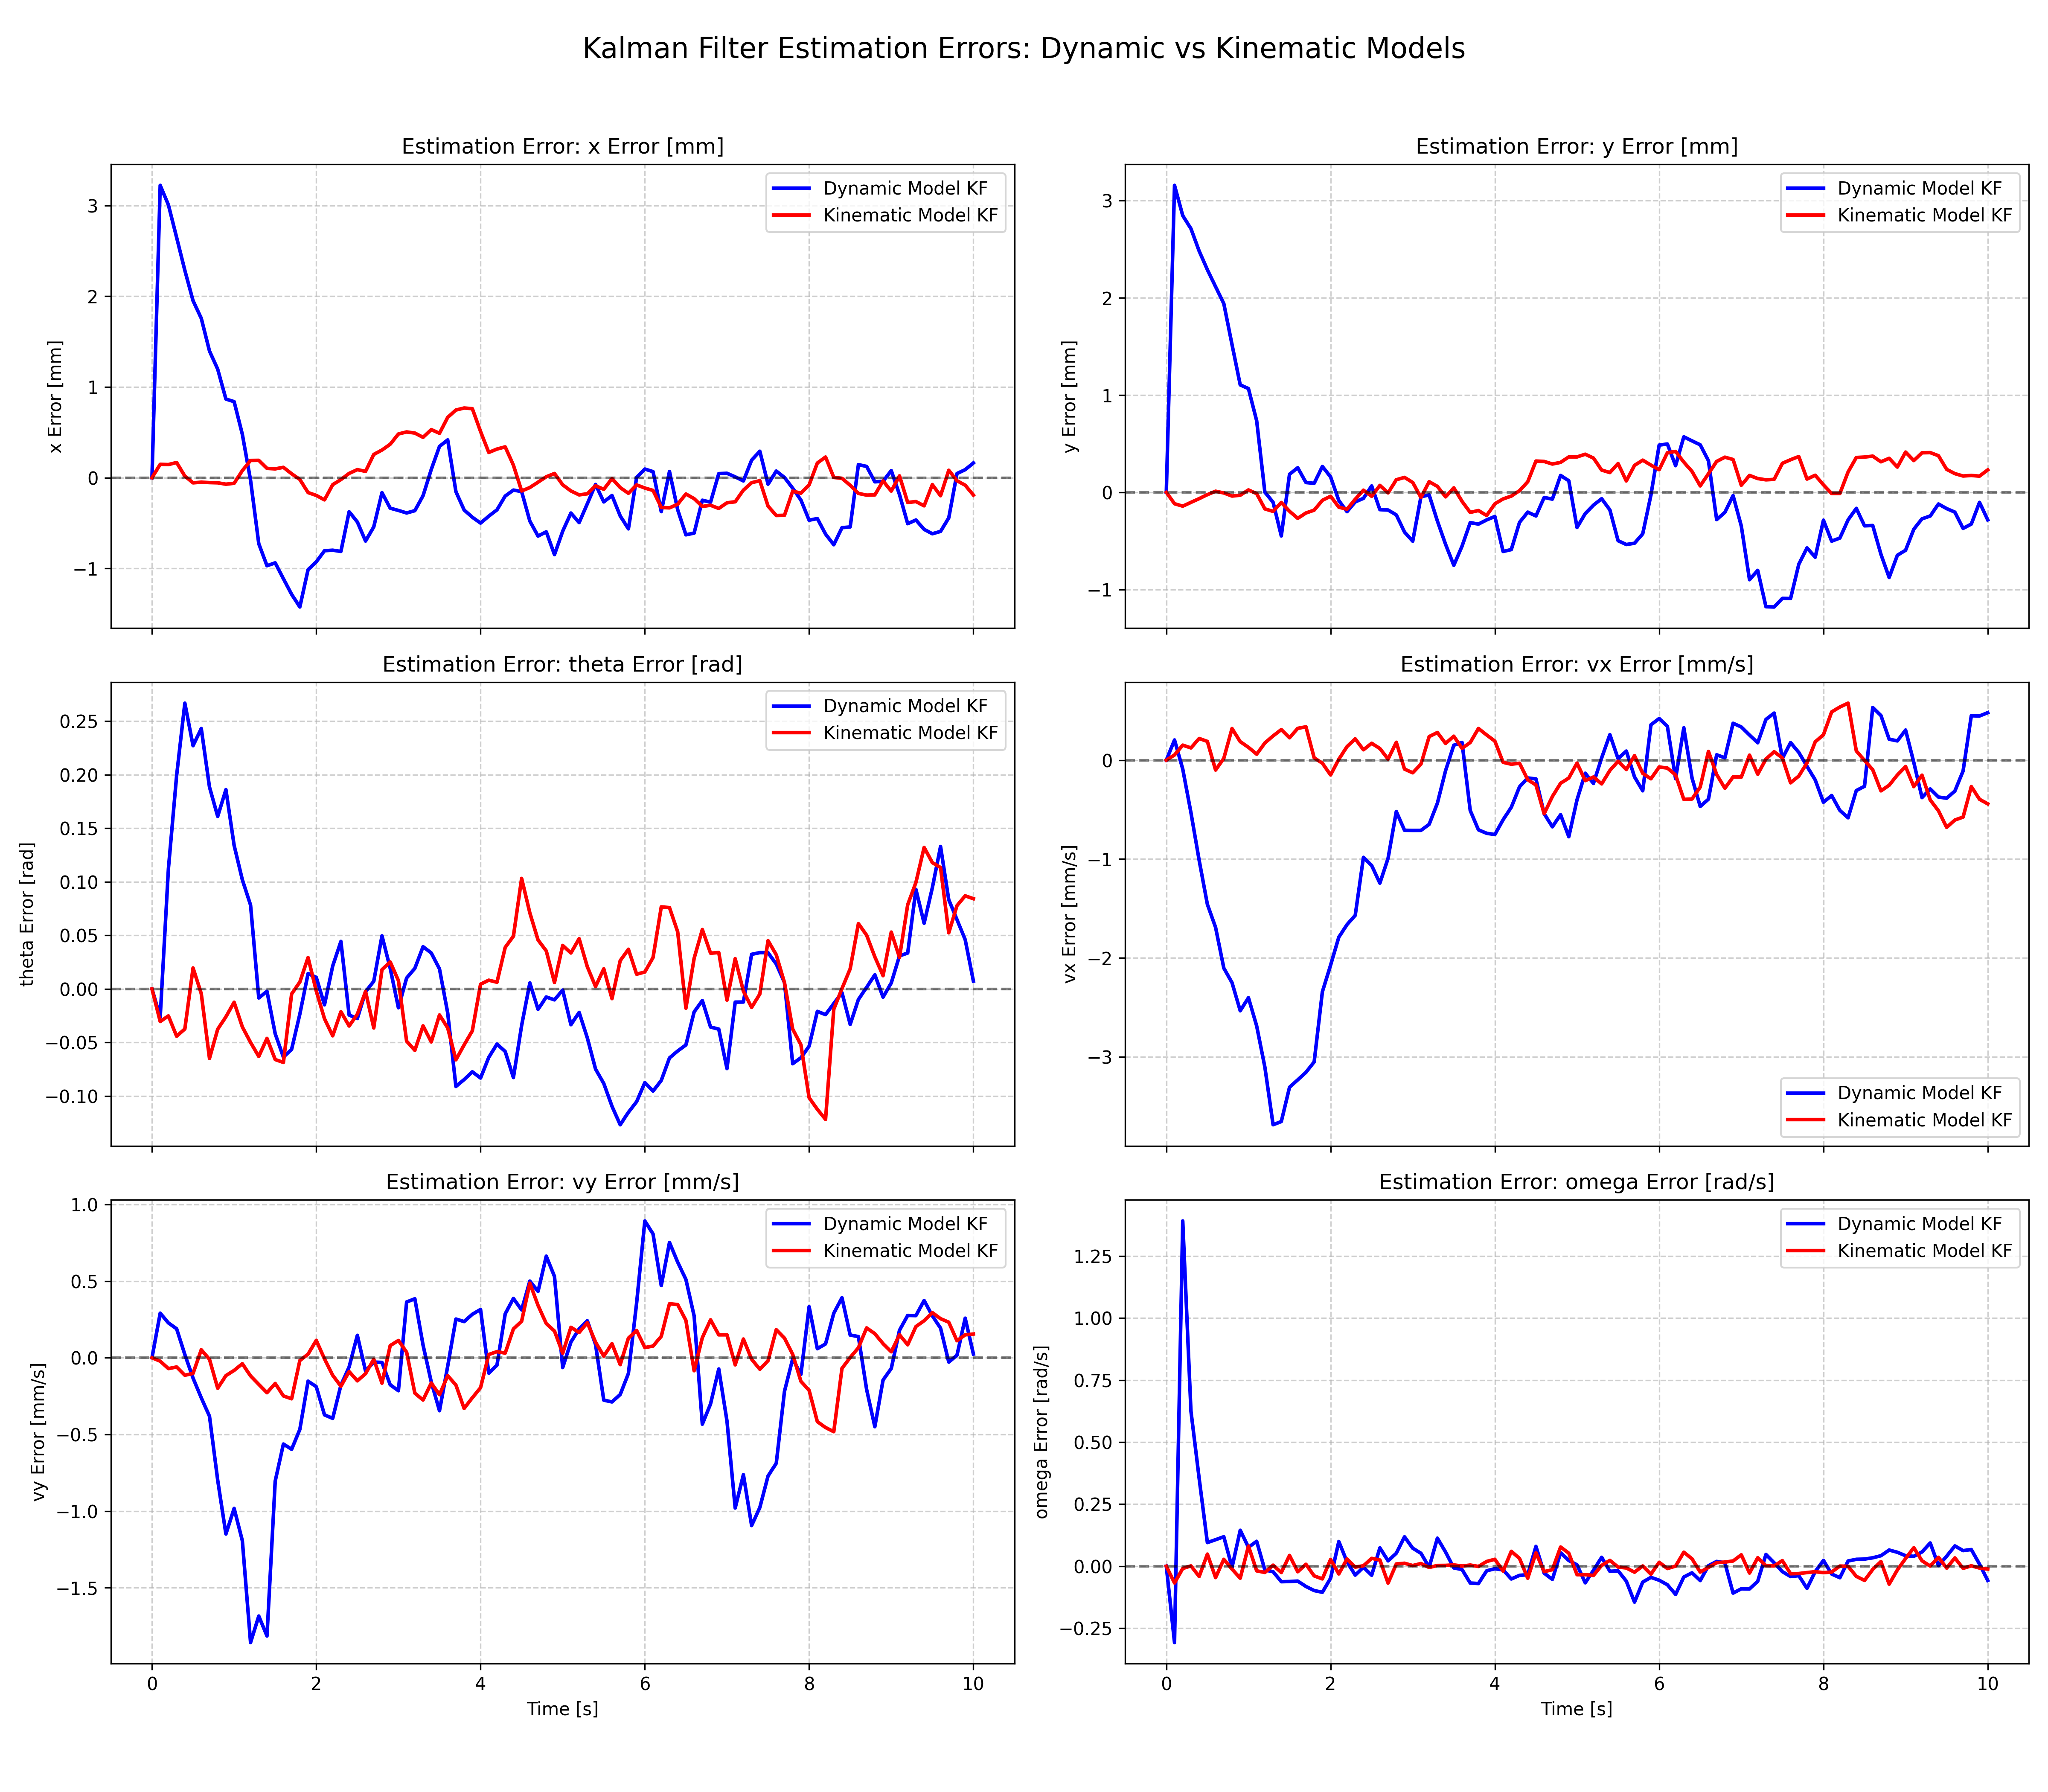 Kalman Filter Estimation Errors: Dynamic vs Kinematic Models
Estimation Error: x Error [mm]
x Error [mm]
3
2
1
0
−1
Dynamic Model KF
Kinematic Model KF
Estimation Error: y Error [mm]
y Error [mm]
3
2
1
0
−1
Dynamic Model KF
Kinematic Model KF
Estimation Error: theta Error [rad]
theta Error [rad]
0.25
0.20
0.15
0.10
0.05
0.00
−0.05
−0.10
Dynamic Model KF
Kinematic Model KF
Estimation Error: vx Error [mm/s]
vx Error [mm/s]
0
−1
−2
−3
Dynamic Model KF
Kinematic Model KF
Estimation Error: vy Error [mm/s]
vy Error [mm/s]
1.0
0.5
0.0
−0.5
−1.0
−1.5
Dynamic Model KF
Kinematic Model KF
0 2 4 6 8 10
Time [s]
Estimation Error: omega Error [rad/s]
omega Error [rad/s]
1.25
1.00
0.75
0.50
0.25
0.00
−0.25
Dynamic Model KF
Kinematic Model KF
0 2 4 6 8 10
Time [s]